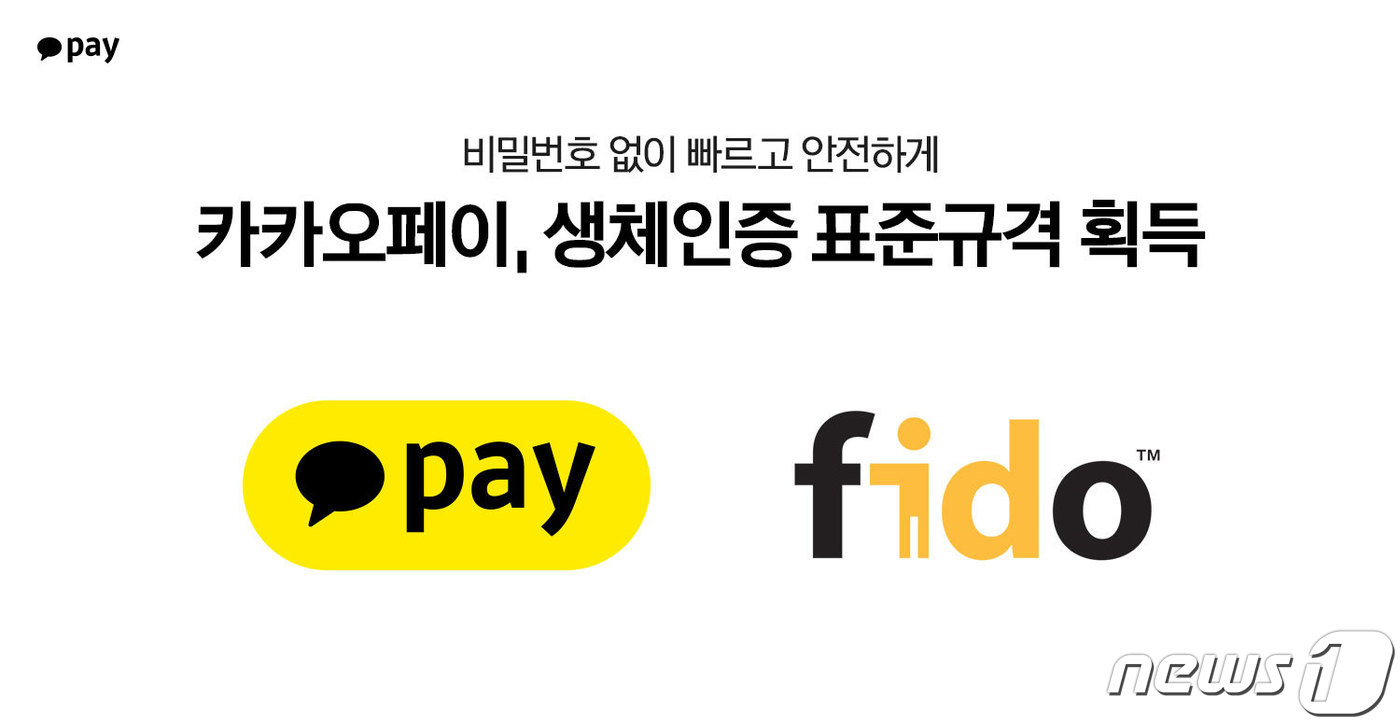 pay
비밀번호 없이 빠르고 안전하게
카카오페이, 생체인증 표준규격 획득
pay
fido™
news1